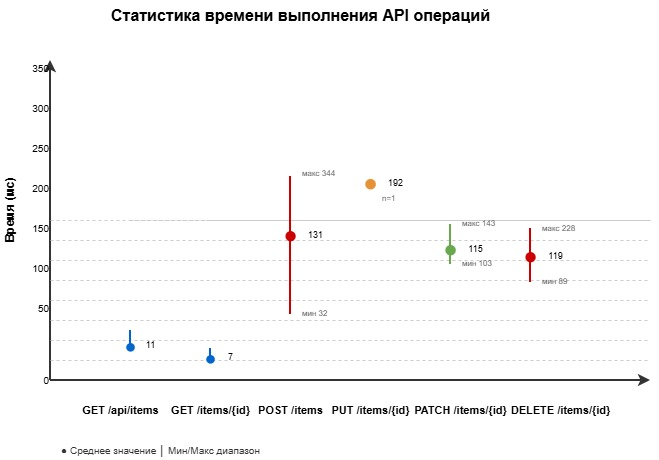 Статистика времени выполнения API операций
Время (мс)
350
300
250
200
150
100
50
0
11
7
макс 344
131
мин 32
192
n=1
макс 143
115
мин 103
макс 228
119
мин 89
GET /api/items
GET /items/{id}
POST /items
PUT /items/{id}
PATCH /items/{id}
DELETE /items/{id}
● Среднее значение │ Мин/Макс диапазон